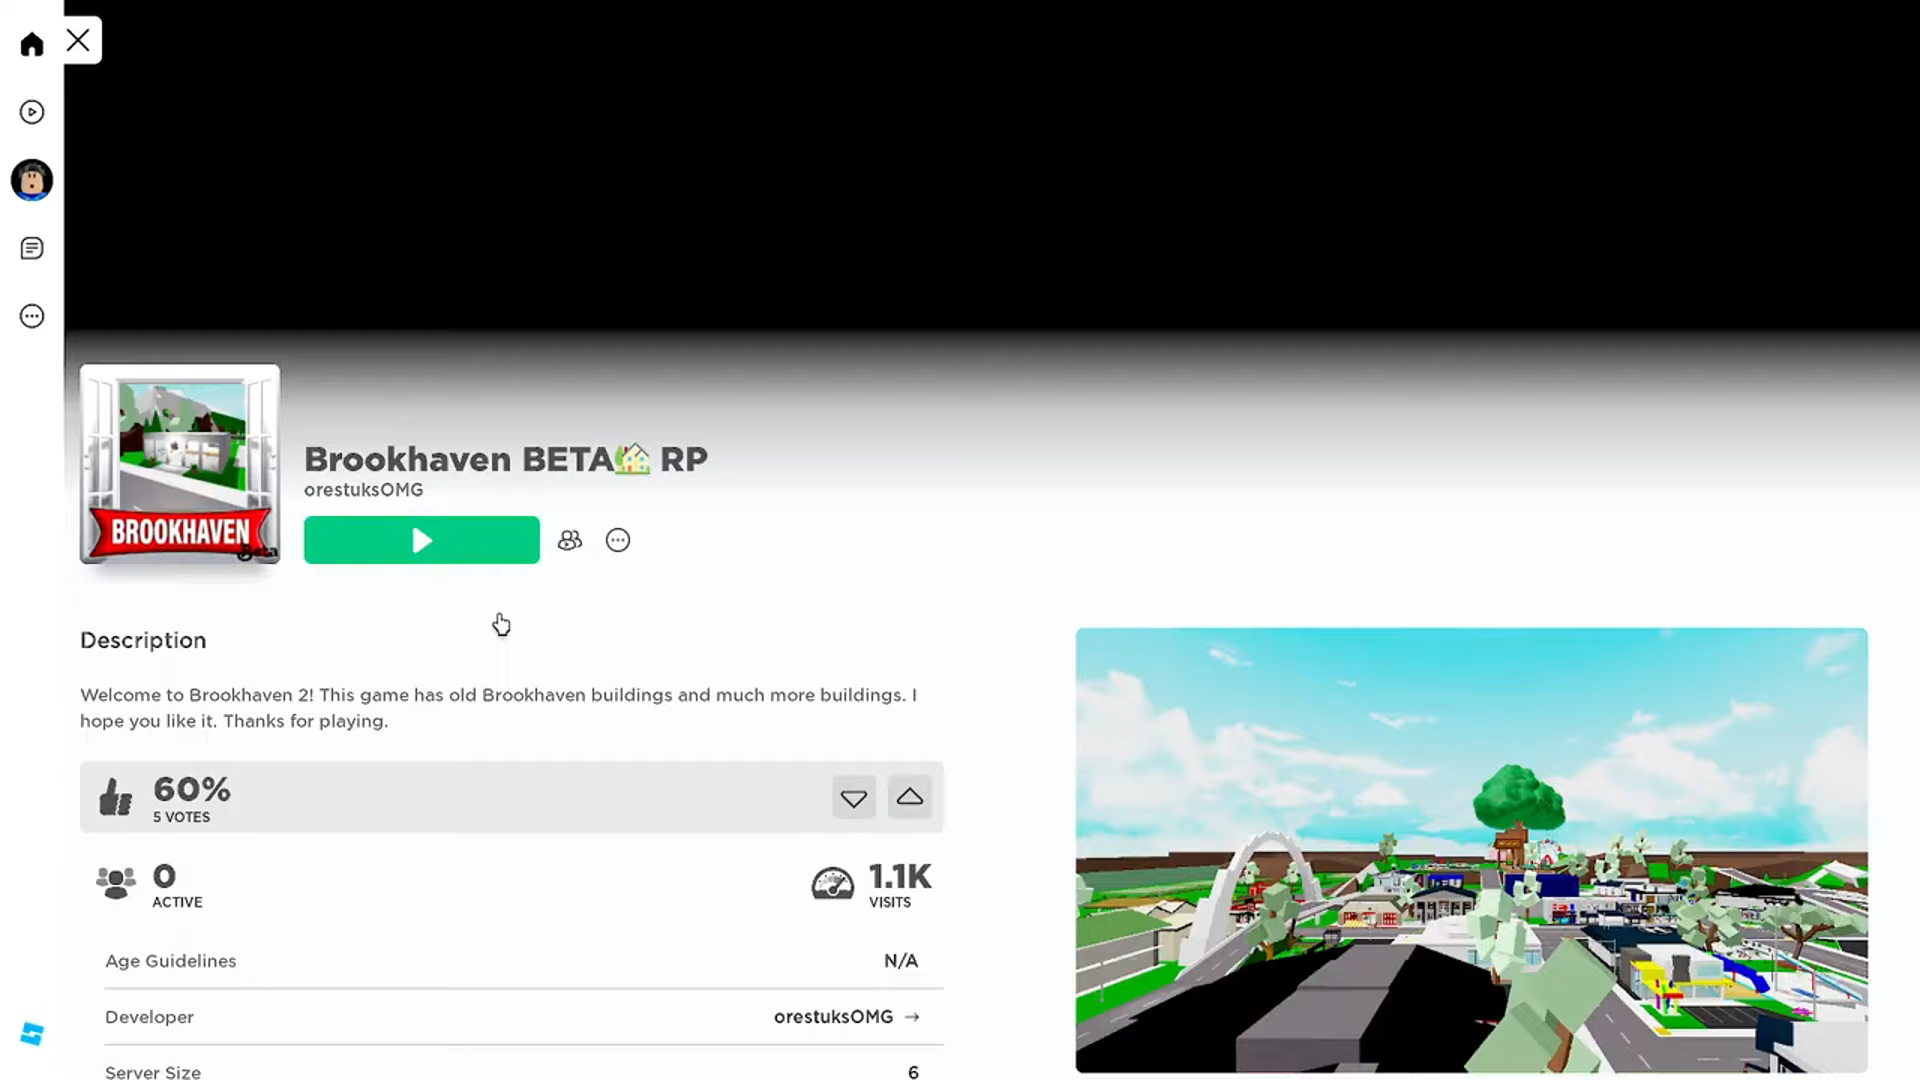 Brookhaven BETA🏡 RP
orestuksOMG
BROOKHAVEN
Beta
Description
Welcome to Brookhaven 2! This game has old Brookhaven buildings and much more buildings. I
hope you like it. Thanks for playing.
60%
5 VOTES
0
ACTIVE
1.1K
VISITS
Age Guidelines N/A
Developer orestuksOMG →
Server Size 6